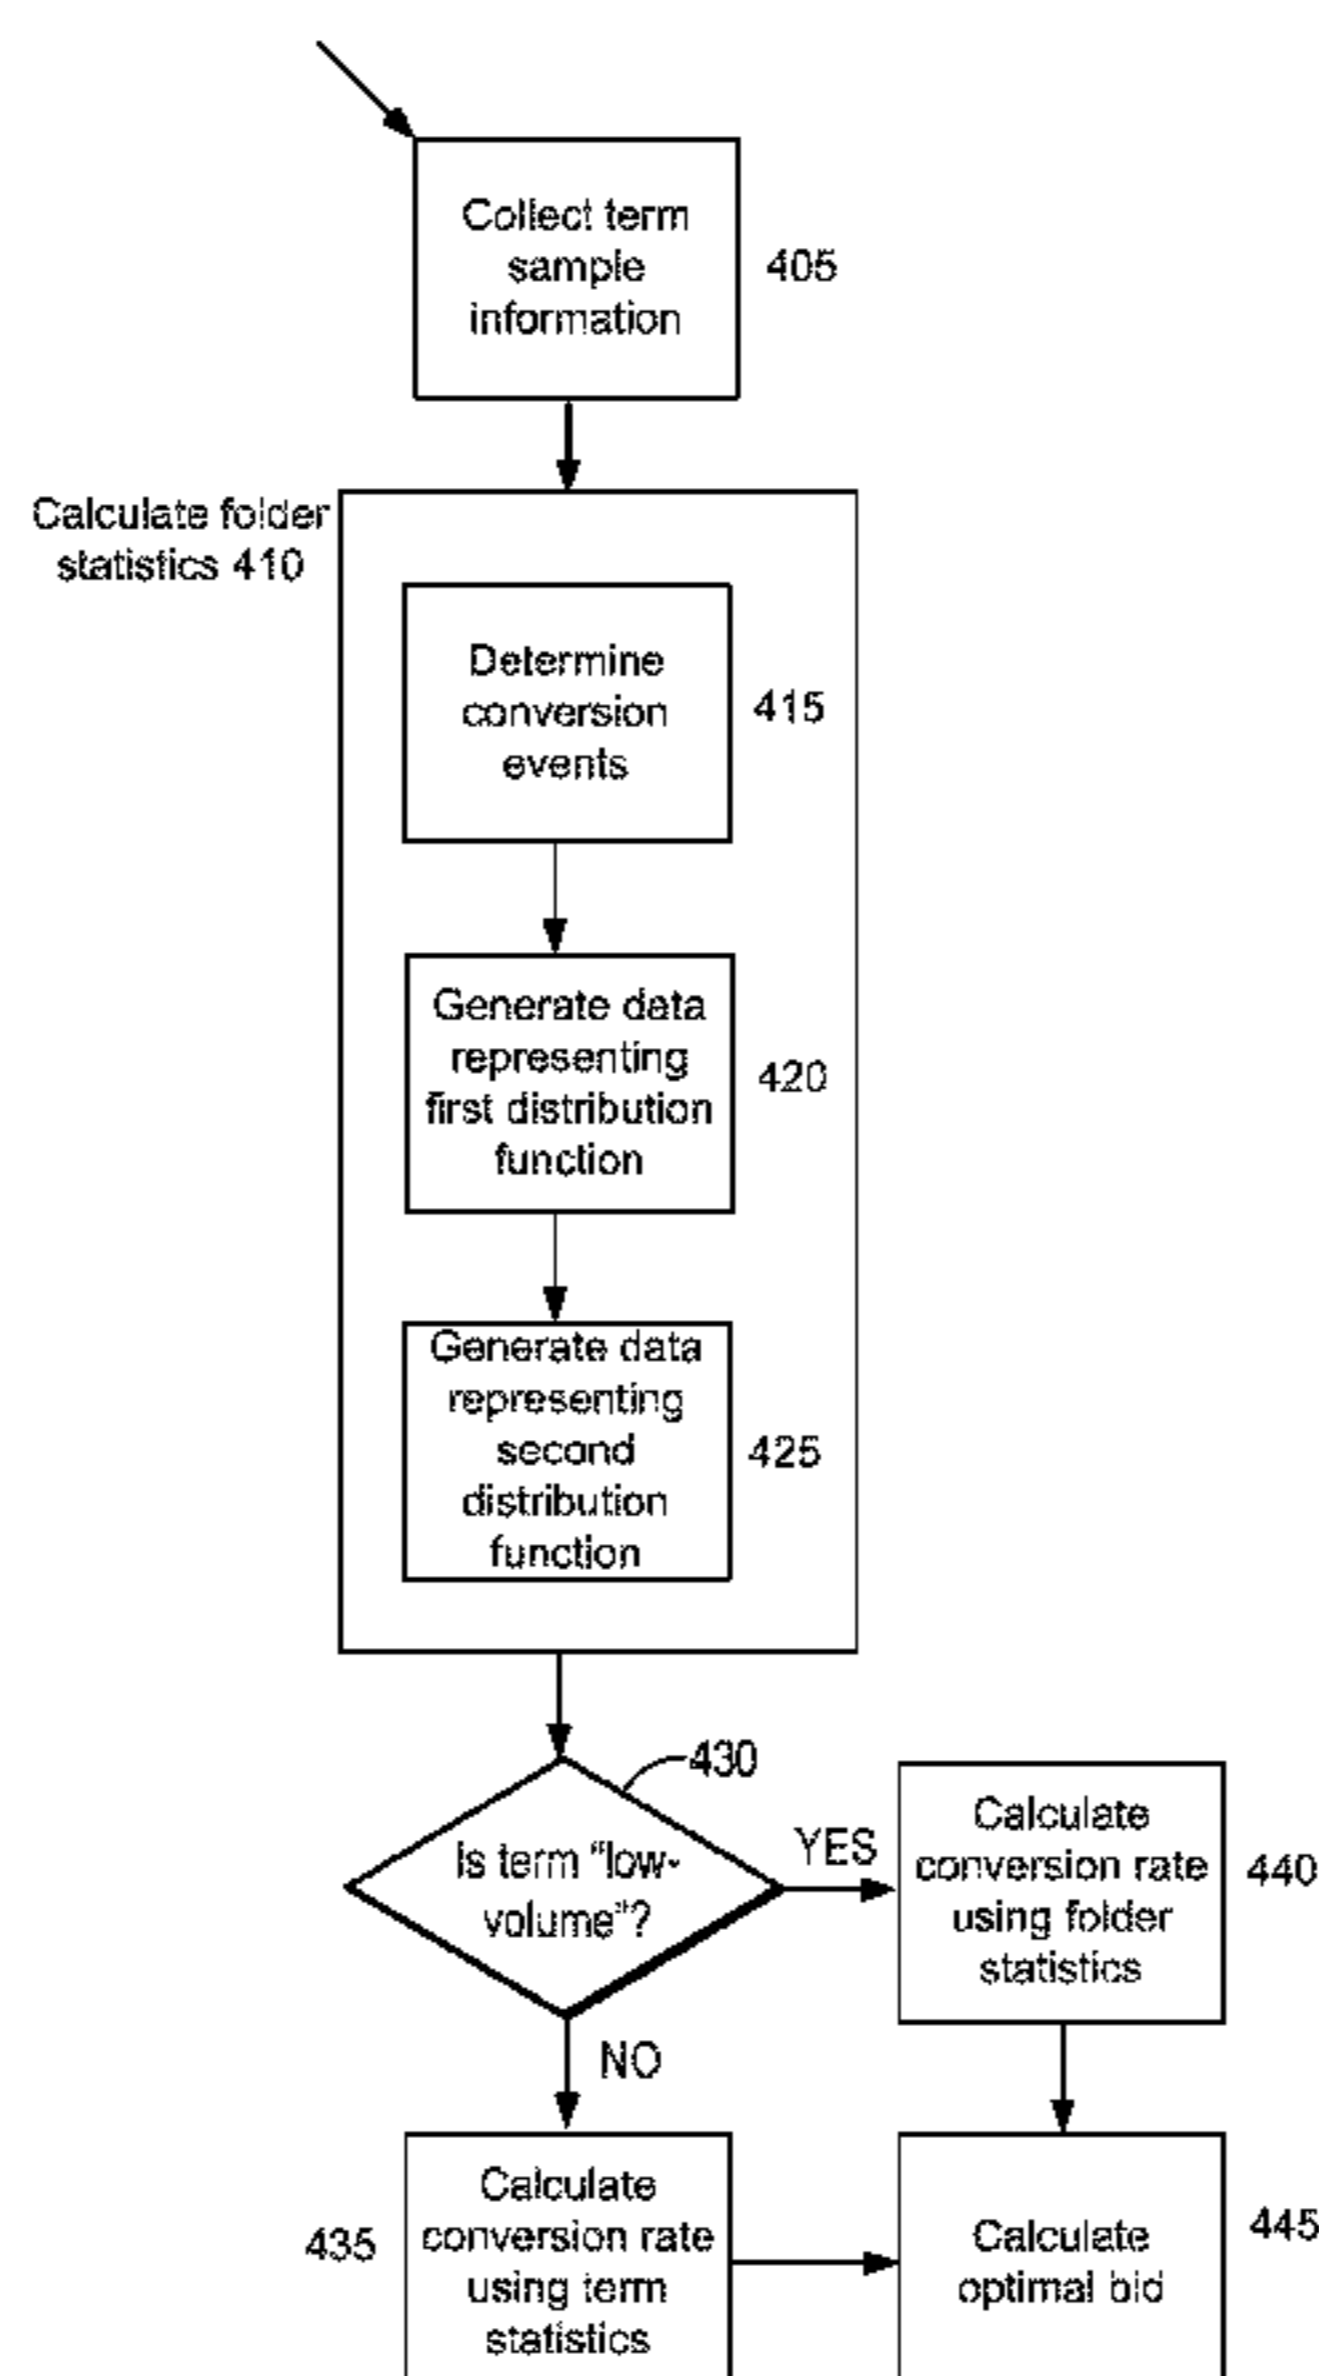 Collect term
sample
information
405
Calculate folder
statistics 410
Determine
conversion
events
415
Generate data
representing
first distribution
function
420
Generate data
representing
second
distribution
function
425
430
Is term “low-
volume”?
YES
Calculate
conversion rate
using folder
statistics
440
NO
435
Calculate
conversion rate
using term
statistics
Calculate
optimal bid
445